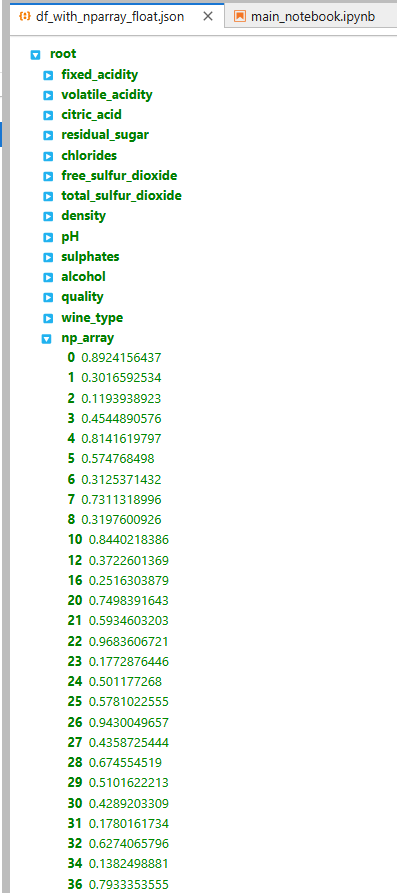 df_with_nparray_float.json
main_notebook.ipynb
root
fixed_acidity
volatile_acidity
citric_acid
residual_sugar
chlorides
free_sulfur_dioxide
total_sulfur_dioxide
density
pH
sulphates
alcohol
quality
wine_type
np_array
0 0.8924156437
1 0.3016592534
2 0.1193938923
3 0.4544890576
4 0.8141619797
5 0.574768498
6 0.3125371432
7 0.7311318996
8 0.3197600926
10 0.8440218386
12 0.3722601369
16 0.2516303879
20 0.7498391643
21 0.5934603203
22 0.9683606721
23 0.1772876446
24 0.501177268
25 0.5781022555
26 0.9430049657
27 0.4358725444
28 0.674554519
29 0.5101622213
30 0.4289203309
31 0.1780161734
32 0.6274065796
34 0.1382498881
36 0.7933353555